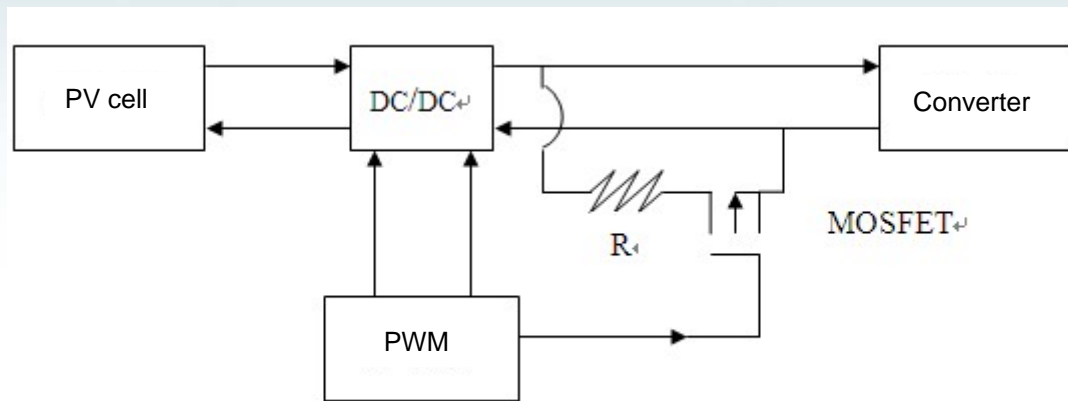 PV cell
DC/DC↵
Converter
R↵
MOSFET↵
PWM